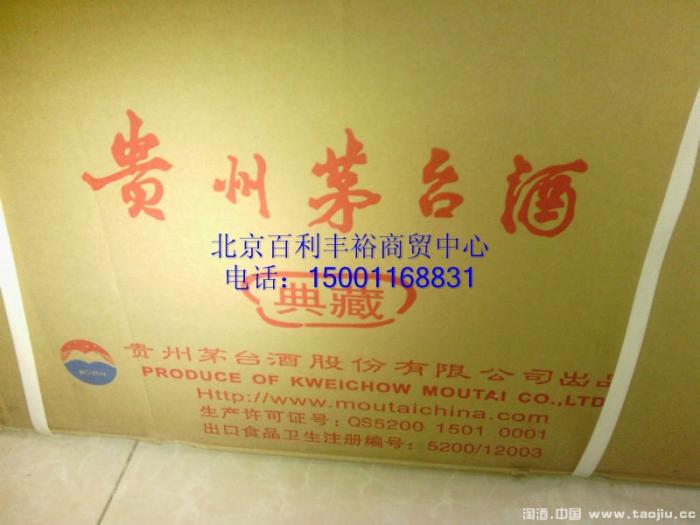 贵州茅台酒
北京百利丰裕商贸中心
电话：15001168831
典藏
贵州茅台酒股份有限公司出品
PRODUCE OF KWEICHOW MOUTAI CO.,LTD
Http://www.moutaichina.com
生产许可证号：QS5200 1501 0001
出口食品卫生注册编号：5200/12003
淘酒.中国 www.taojiu.cc